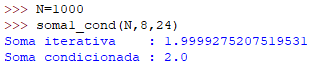 >>> N=1000
>>> soma1_cond(N,8,24)
Soma iterativa    : 1.9999275207519531
Soma condicionada : 2.0